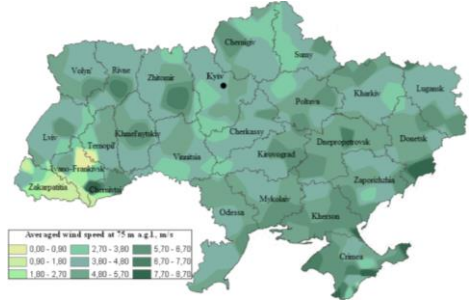 Chernigiv
Sumy
Volyn'
Rivne
Zhitomir
Kyiv
Kharkiv
Lugansk
Poltava
Lviv
Ternopil'
Khmelnytskiy
Cherkassy
Vinnitsa
Kirovograd
Dnepropetrovsk
Donetsk
Ivano-Frankivsk
Zakarpattia
Chernivtsi
Zaporizhzhia
Odessa
Mykolaiv
Kherson
Crimea
Averaged wind speed at 75 m a.g.l., m/s
0,00 - 0,90 2,70 - 3,80 5,70 - 6,70
0,90 - 1,80 3,80 - 4,80 6,70 - 7,70
1,80 - 2,70 4,80 - 5,70 7,70 - 8,70